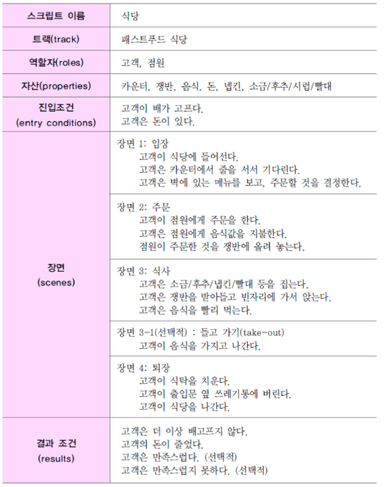 스크립트 이름 식당
트랙(track) 패스트푸드 식당
역할자(roles) 고객, 점원
자산(properties) 카운터, 쟁반, 음식, 돈, 냅킨, 소금/후추/시럽/빨대
진입조건 고객이 배가 고프다.
(entry conditions) 고객은 돈이 있다.
장면
(scenes)
장면 1: 입장
고객이 식당에 들어선다.
고객은 카운터에서 줄을 서서 기다린다.
고객은 벽에 있는 메뉴를 보고, 주문할 것을 결정한다.
장면 2: 주문
고객이 점원에게 주문을 한다.
고객은 점원에게 음식값을 지불한다.
점원이 주문한 것을 쟁반에 올려 놓는다.
장면 3: 식사
고객은 소금/후추/냅킨/빨대 등을 집는다.
고객은 쟁반을 받아들고 빈자리에 가서 앉는다.
고객은 음식을 빨리 먹는다.
장면 3-1(선택적) : 들고 가기(take-out)
고객이 음식을 가지고 나간다.
장면 4: 퇴장
고객이 식탁을 치운다.
고객이 출입문 옆 쓰레기통에 버린다.
고객이 식당을 나간다.
결과 조건
(results)
고객은 더 이상 배고프지 않다.
고객의 돈이 줄었다.
고객은 만족스럽다. (선택적)
고객은 만족스럽지 못하다. (선택적)